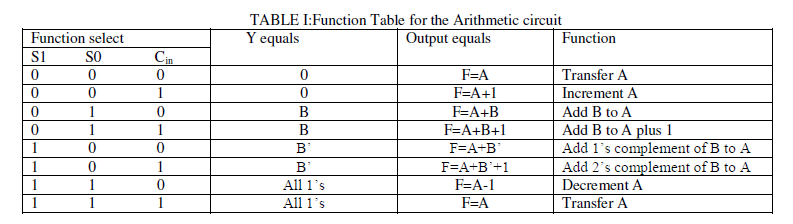 TABLE I:Function Table for the Arithmetic circuit
Function select Y equals Output equals Function
S1 S0 Cin
0 0 0 0 F=A Transfer A
0 0 1 0 F=A+1 Increment A
0 1 0 B F=A+B Add B to A
0 1 1 B F=A+B+1 Add B to A plus 1
1 0 0 B' F=A+B' Add 1's complement of B to A
1 0 1 B' F=A+B'+1 Add 2's complement of B to A
1 1 0 All 1's F=A-1 Decrement A
1 1 1 All 1's F=A Transfer A